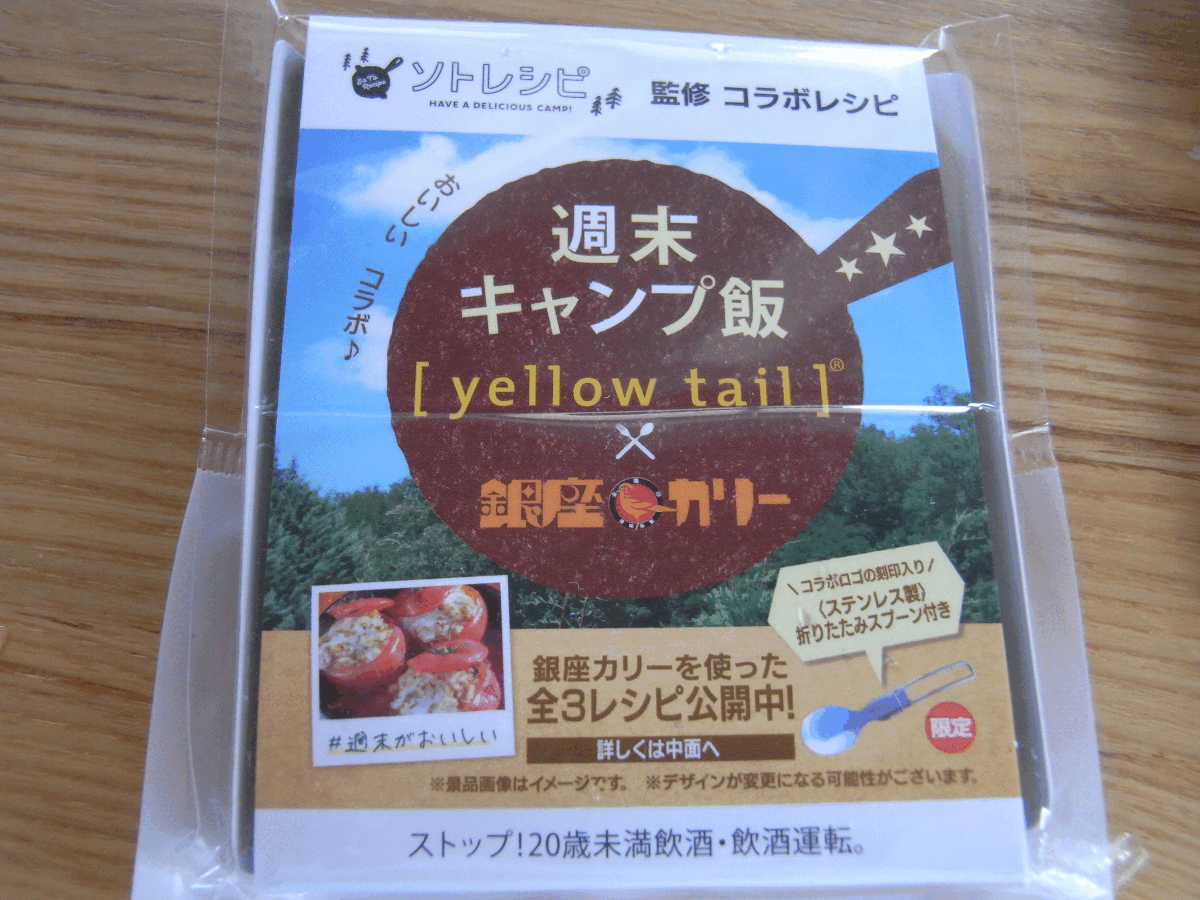 So To Recipe
ソトレシピ
HAVE A DELICIOUS CAMP!
監修 コラボレシピ
おいしい
コラボ♪
週末
キャンプ飯
[ yellow tail ]®
×
銀座カリー
\コラボロゴの刻印入り/
〈ステンレス製〉
折りたたみスプーン付き
銀座カリーを使った
全3レシピ公開中!
詳しくは中面へ
限定
#週末がおいしい
※景品画像はイメージです。 ※デザインが変更になる可能性がございます。
ストップ!20歳未満飲酒・飲酒運転。